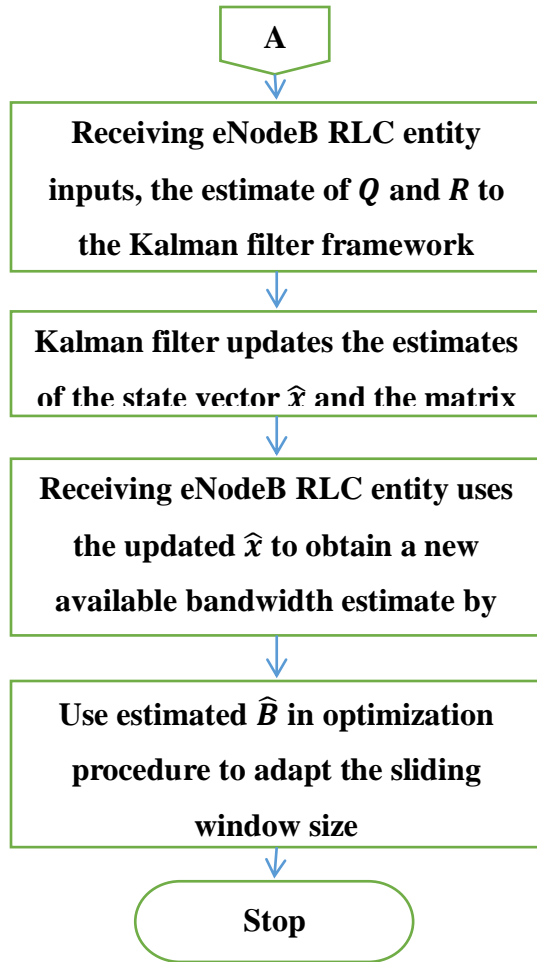 A
Receiving eNodeB RLC entity
inputs, the estimate of Q and R to
the Kalman filter framework
Kalman filter updates the estimates
of the state vector x̂ and the matrix
Receiving eNodeB RLC entity uses
the updated x̂ to obtain a new
available bandwidth estimate by
Use estimated B̂ in optimization
procedure to adapt the sliding
window size
Stop